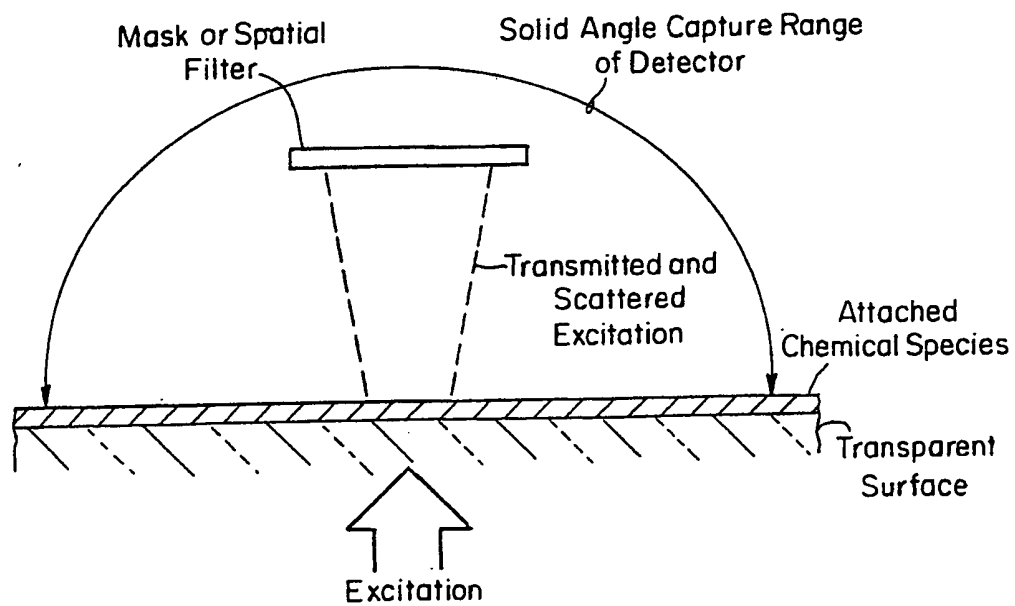 Mask or Spatial
Filter
Solid Angle Capture Range
of Detector
Transmitted and
Scattered
Excitation
Attached
Chemical Species
Transparent
Surface
Excitation